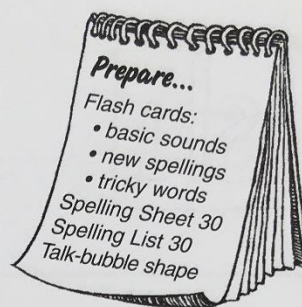 Prepare...
Flash cards:
• basic sounds
• new spellings
• tricky words
Spelling Sheet 30
Spelling List 30
Talk-bubble shape